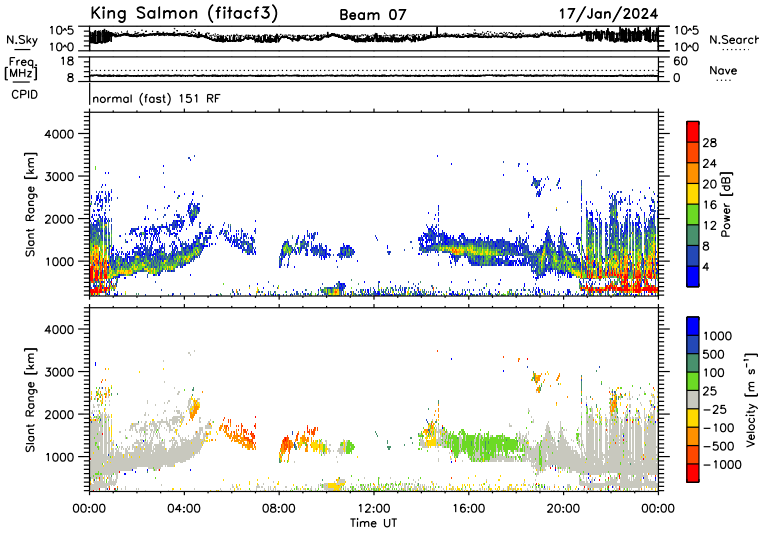 King Salmon (fitacf3) Beam 07 17/Jan/2024
N.Sky 10^5 10^0 10^5 10^0 N.Search
Freq. [MHz] 18 8 60 0 Nave
CPID normal (fast) 151 RF
Slant Range [km] 4000 3000 2000 1000
28 24 20 16 12 8 4 Power [dB]
Slant Range [km] 4000 3000 2000 1000
1000 500 100 25 -25 -100 -500 -1000 Velocity [m s^-1]
00:00 04:00 08:00 12:00 16:00 20:00 00:00
Time UT